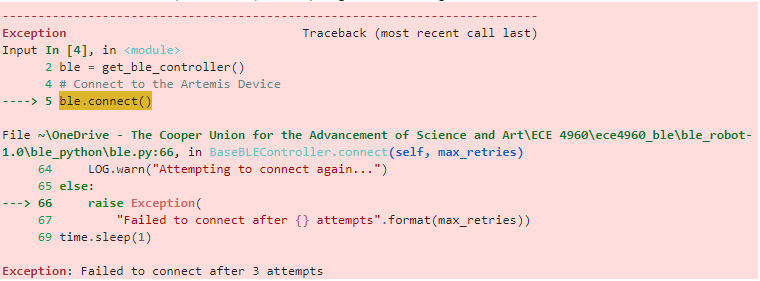 ---------------------------------------------------------------------------
Exception                                 Traceback (most recent call last)
Input In [4], in <module>
      2 ble = get_ble_controller()
      4 # Connect to the Artemis Device
----> 5 ble.connect()
File ~\OneDrive - The Cooper Union for the Advancement of Science and Art\ECE 4960\ece4960_ble\ble_robot-
1.0\ble_python\ble.py:66, in BaseBLEController.connect(self, max_retries)
     64     LOG.warn("Attempting to connect again...")
     65 else:
---> 66     raise Exception(
     67         "Failed to connect after {} attempts".format(max_retries))
     69 time.sleep(1)
Exception: Failed to connect after 3 attempts